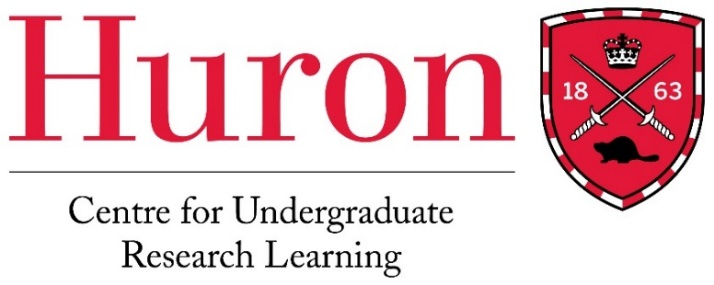 Huron
18 63
Centre for Undergraduate
Research Learning